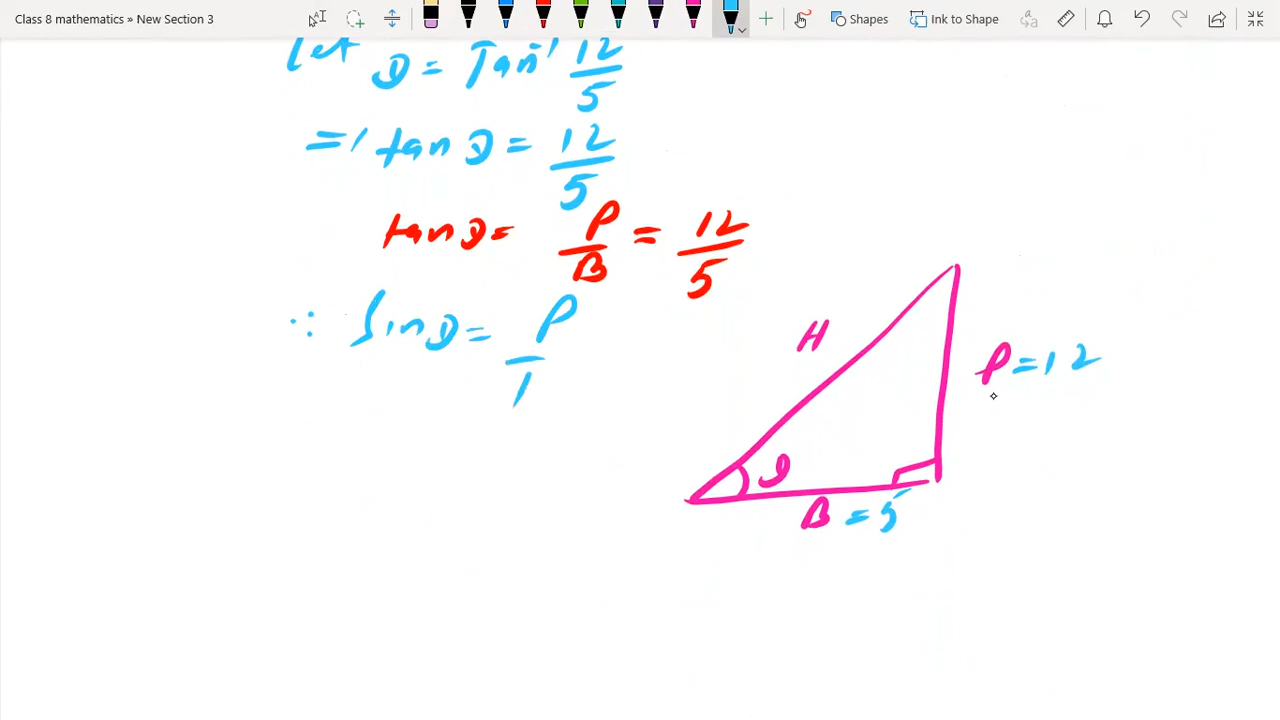 Class 8 mathematics » New Section 3
Shapes
Ink to Shape
let θ = Tan⁻¹ 12/5
=> tan θ = 12/5
tan θ = P/B = 12/5
∴ Sin θ = P/
H
P = 12
θ
B = 5